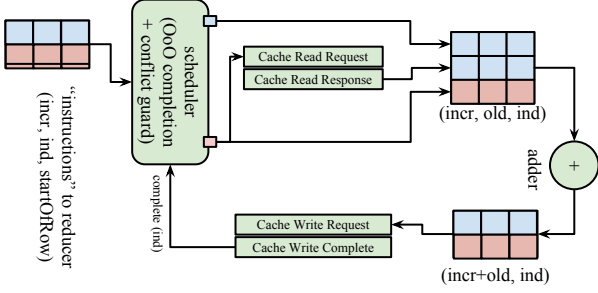 "instructions" to reducer
(incr, ind, startOfRow)
scheduler
(OoO completion
+ conflict guard)
Cache Read Request
Cache Read Response
(incr, old, ind)
adder
+
complete (ind)
Cache Write Request
Cache Write Complete
(incr+old, ind)